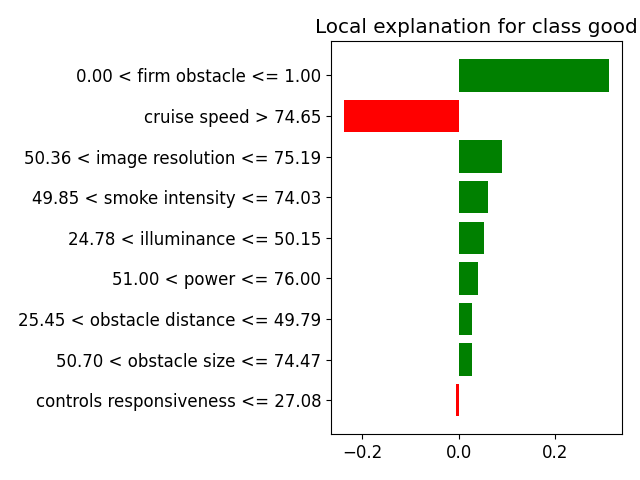 Local explanation for class good
0.00 < firm obstacle <= 1.00
cruise speed > 74.65
50.36 < image resolution <= 75.19
49.85 < smoke intensity <= 74.03
24.78 < illuminance <= 50.15
51.00 < power <= 76.00
25.45 < obstacle distance <= 49.79
50.70 < obstacle size <= 74.47
controls responsiveness <= 27.08
−0.2 0.0 0.2